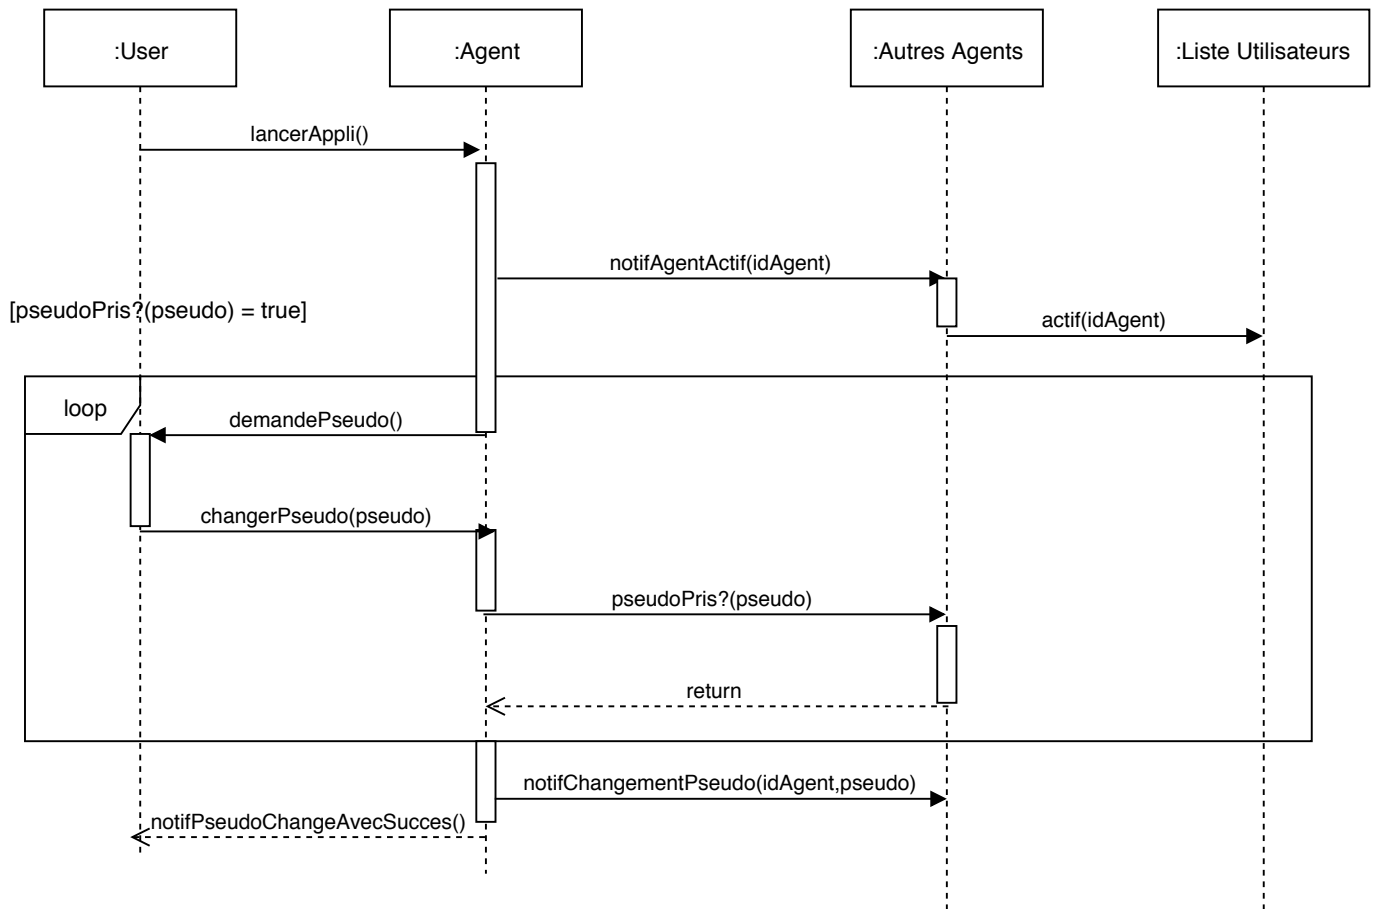 :User
:Agent
:Autres Agents
:Liste Utilisateurs
lancerAppli()
notifAgentActif(idAgent)
[pseudoPris?(pseudo) = true]
actif(idAgent)
loop
demandePseudo()
changerPseudo(pseudo)
pseudoPris?(pseudo)
return
notifChangementPseudo(idAgent,pseudo)
notifPseudoChangeAvecSucces()